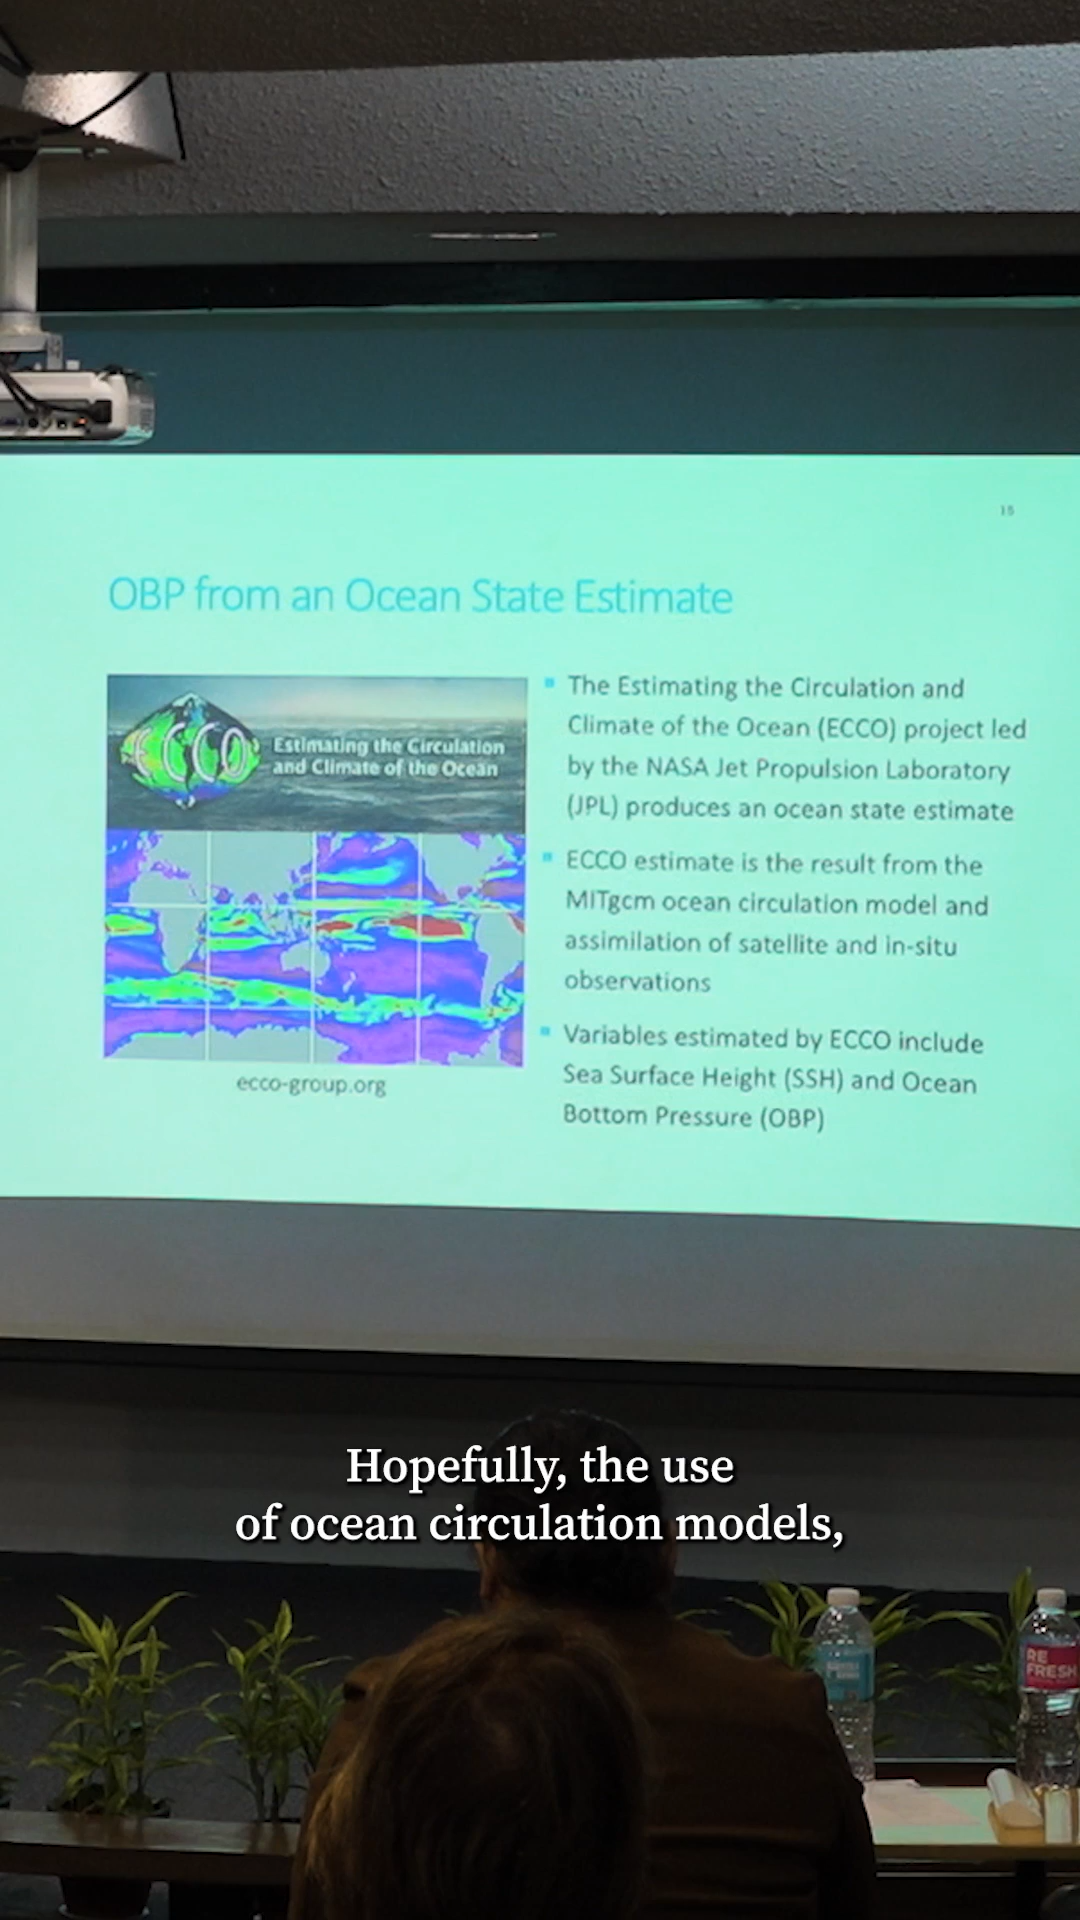 15
OBP from an Ocean State Estimate
ECCO
Estimating the Circulation
and Climate of the Ocean
ecco-group.org
The Estimating the Circulation and
Climate of the Ocean (ECCO) project led
by the NASA Jet Propulsion Laboratory
(JPL) produces an ocean state estimate
ECCO estimate is the result from the
MITgcm ocean circulation model and
assimilation of satellite and in-situ
observations
Variables estimated by ECCO include
Sea Surface Height (SSH) and Ocean
Bottom Pressure (OBP)
Hopefully, the use
of ocean circulation models,
RE
FRESH